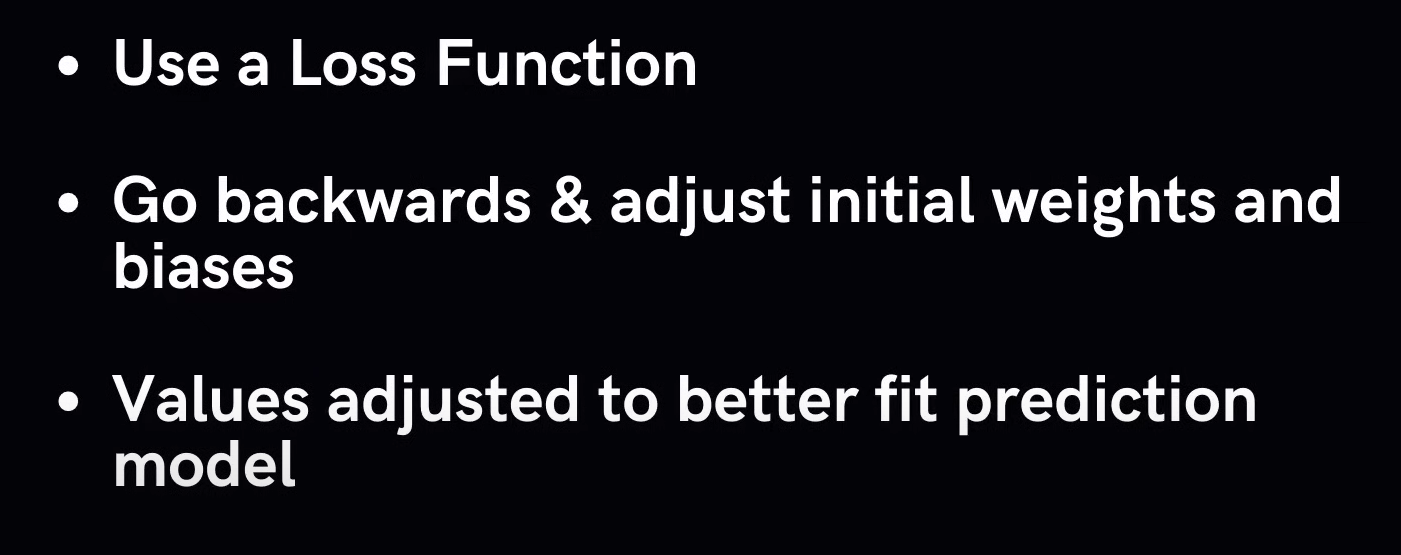 • Use a Loss Function
• Go backwards & adjust initial weights and
biases
• Values adjusted to better fit prediction
model